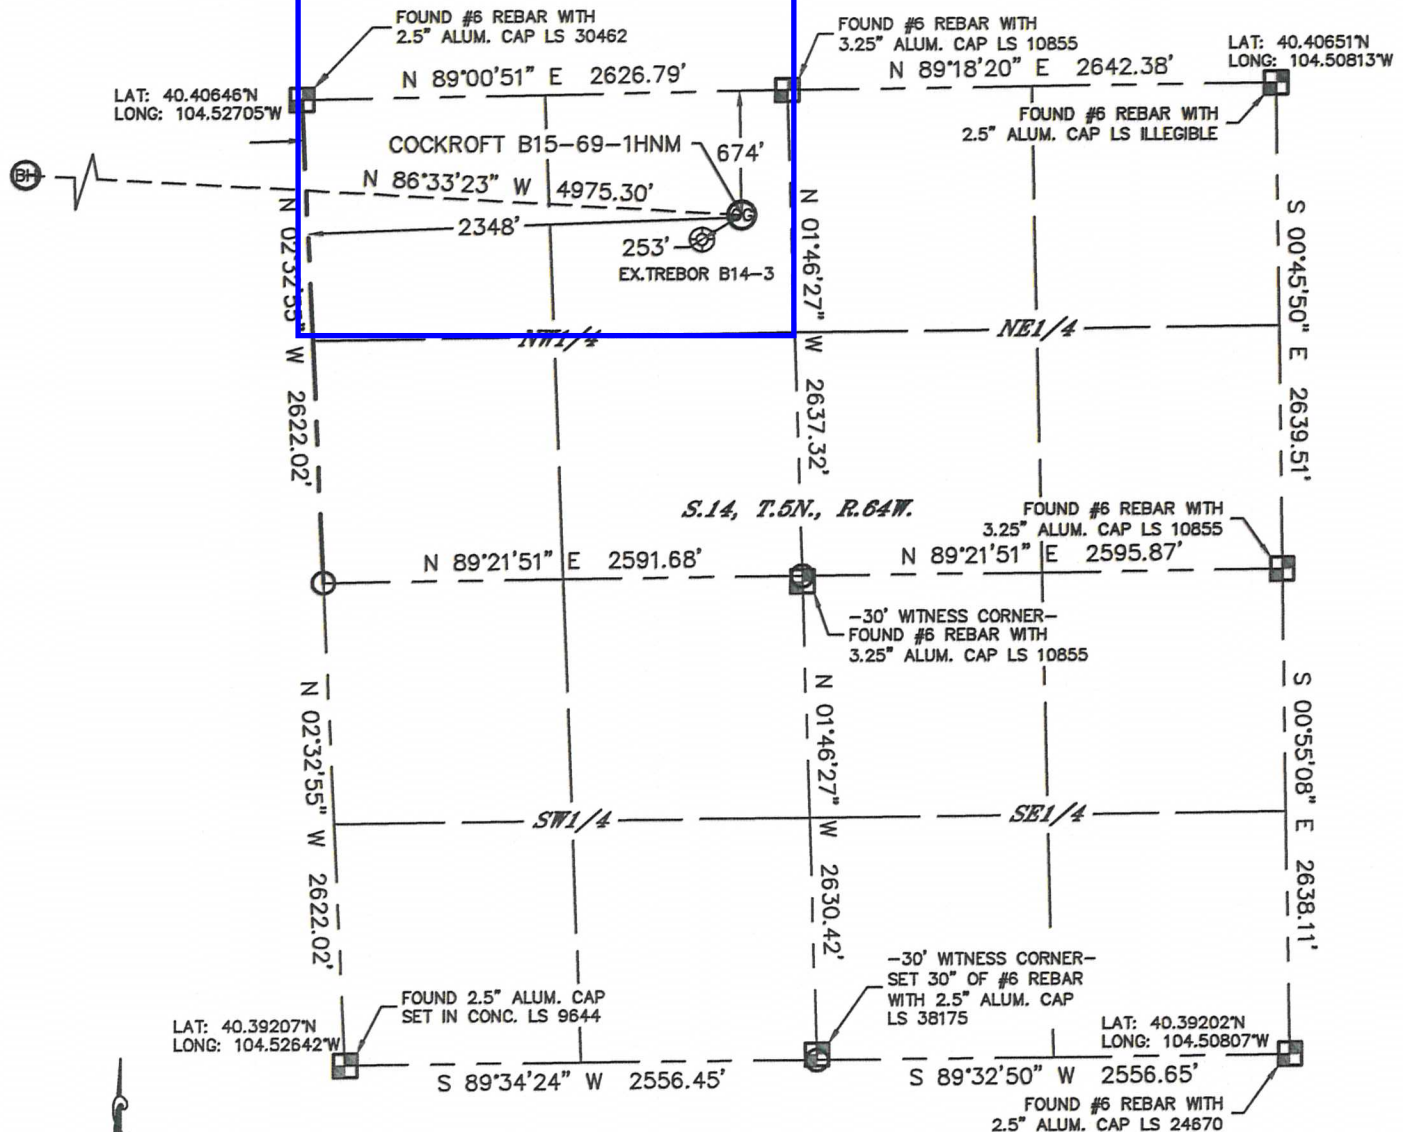 FOUND #6 REBAR WITH
2.5" ALUM. CAP LS 30462
FOUND #6 REBAR WITH
3.25" ALUM. CAP LS 10855
LAT: 40.40651°N
LONG: 104.50813°W
N 89°00'51" E 2626.79'
N 89°18'20" E 2642.38'
LAT: 40.40646°N
LONG: 104.52705°W
FOUND #6 REBAR WITH
2.5" ALUM. CAP LS ILLEGIBLE
COCKROFT B15-69-1HNM
674'
BH
N 86°33'23" W 4975.30'
2348'
253'
EX.TREBOR B14-3
N 02°32'55" W 2622.02'
N 01°46'27" W 2637.32'
S 00°45'50" E 2639.51'
NW1/4
NE1/4
S.14, T.5N., R.64W.
FOUND #6 REBAR WITH
3.25" ALUM. CAP LS 10855
N 89°21'51" E 2591.68'
N 89°21'51" E 2595.87'
-30' WITNESS CORNER-
FOUND #6 REBAR WITH
3.25" ALUM. CAP LS 10855
N 02°32'55" W 2622.02'
N 01°46'27" W 2630.42'
S 00°55'08" E 2638.11'
SW1/4
SE1/4
-30' WITNESS CORNER-
SET 30" OF #6 REBAR
WITH 2.5" ALUM. CAP
LS 38175
FOUND 2.5" ALUM. CAP
SET IN CONC. LS 9644
LAT: 40.39207°N
LONG: 104.52642°W
LAT: 40.39202°N
LONG: 104.50807°W
S 89°34'24" W 2556.45'
S 89°32'50" W 2556.65'
FOUND #6 REBAR WITH
2.5" ALUM. CAP LS 24670